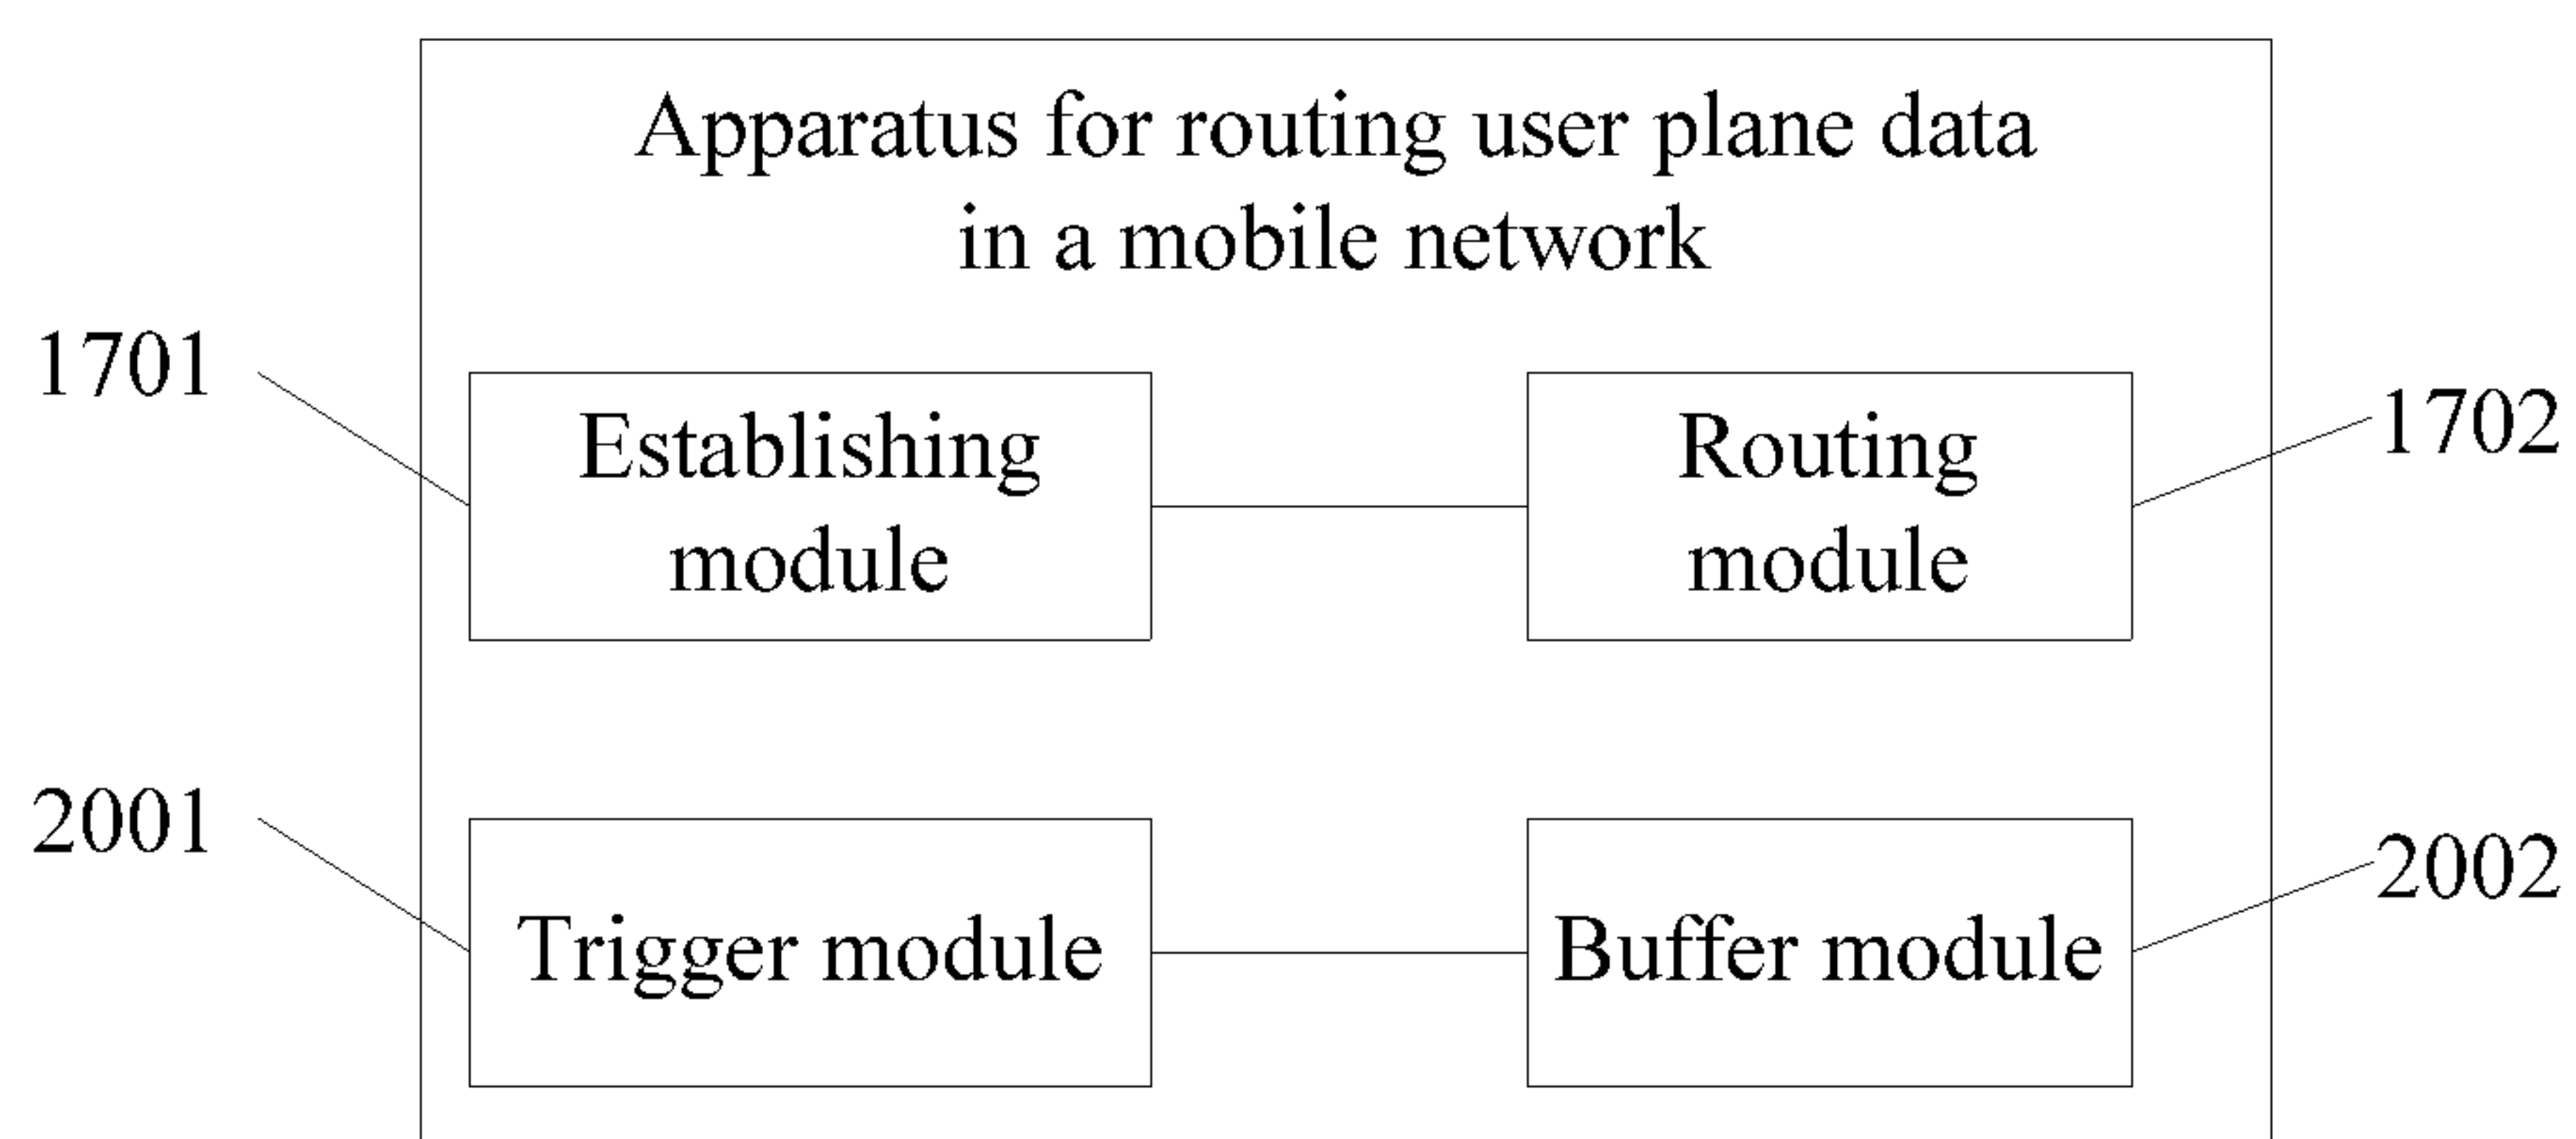 Apparatus for routing user plane data
in a mobile network
1701
Establishing
module
Routing
module
1702
2001
Trigger module
Buffer module
2002